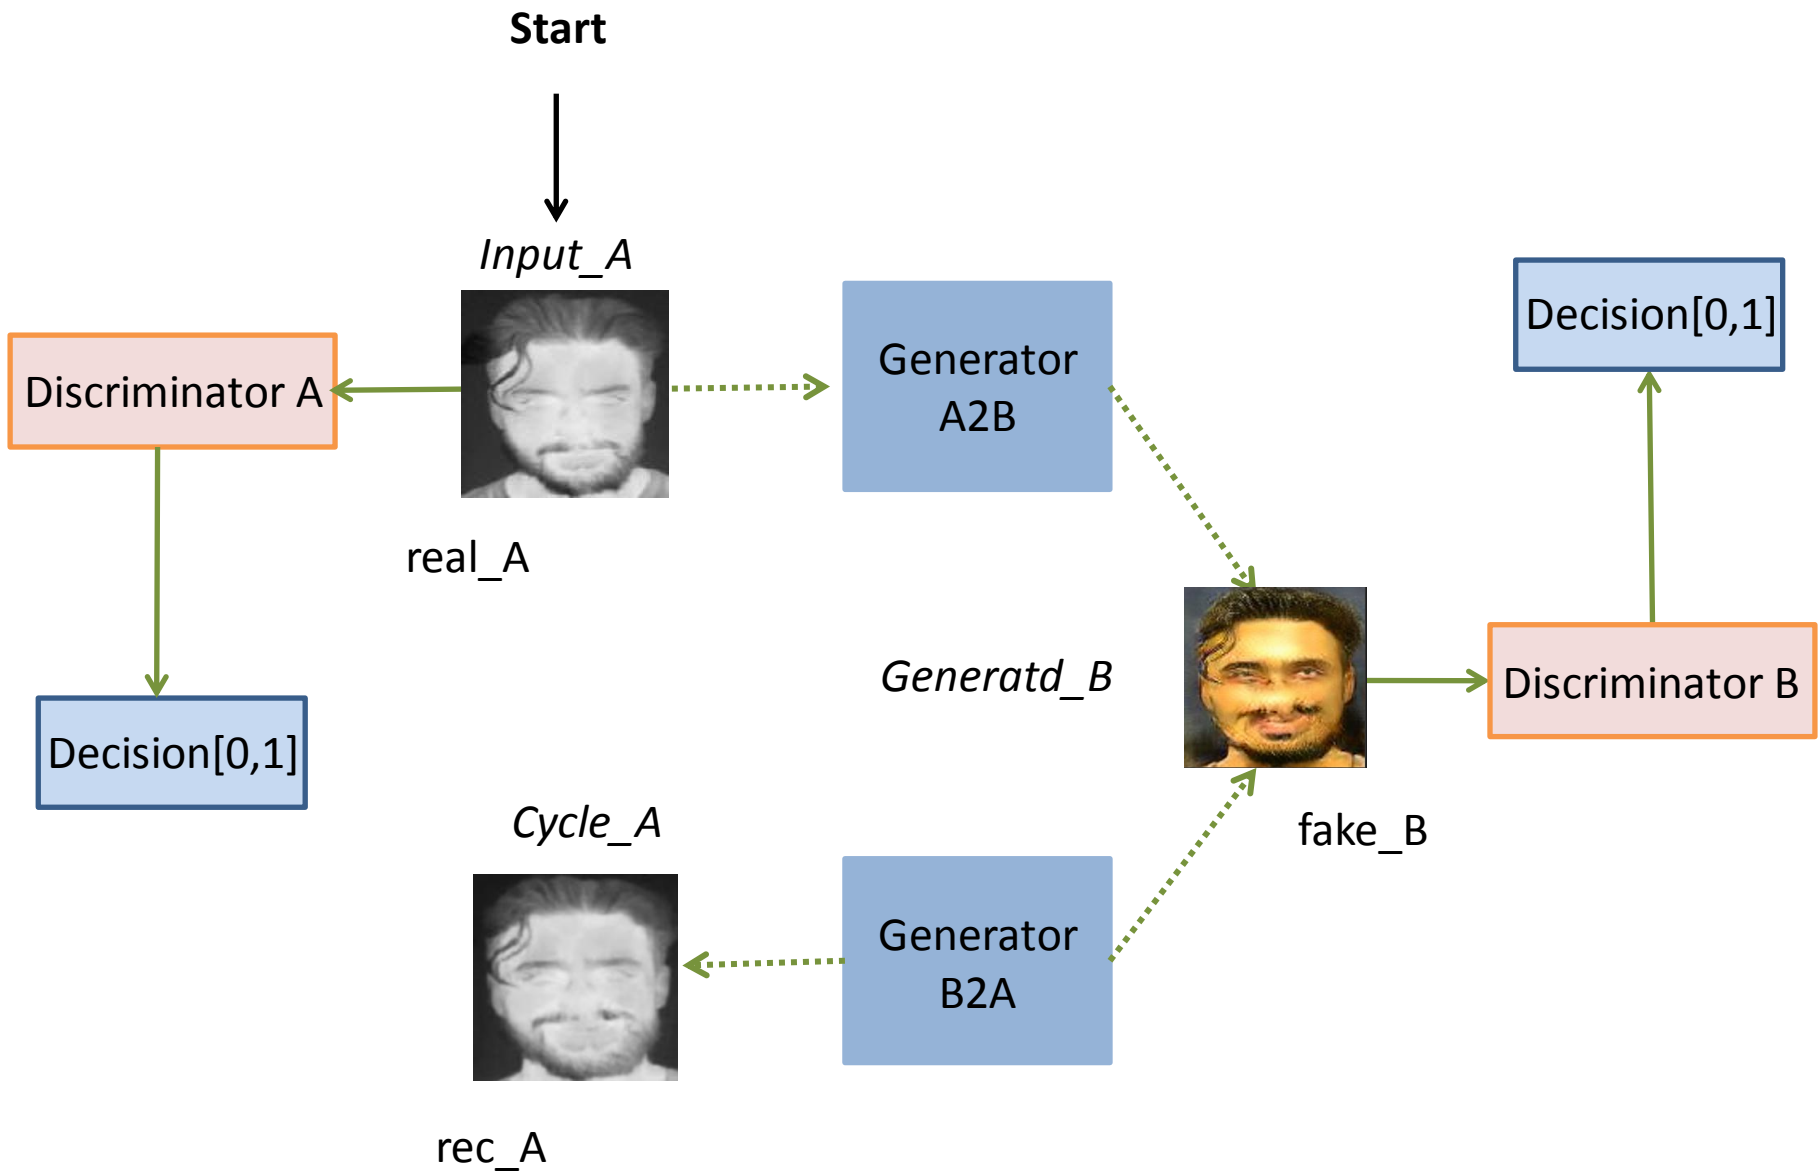 Start
Input_A
Generator
A2B
Decision[0,1]
Discriminator A
real_A
Generatd_B
Discriminator B
Decision[0,1]
Cycle_A
fake_B
Generator
B2A
rec_A